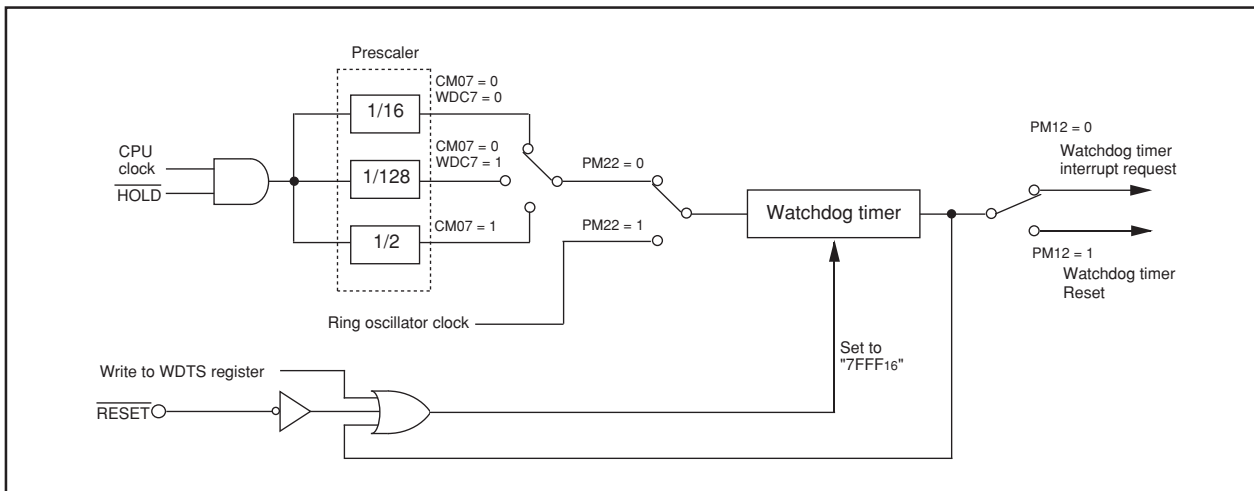 Prescaler
CM07 = 0
WDC7 = 0
1/16
CPU
clock
HOLD
CM07 = 0
WDC7 = 1
1/128
PM22 = 0
1/2
CM07 = 1
PM22 = 1
Ring oscillator clock
Watchdog timer
PM12 = 0
Watchdog timer
interrupt request
PM12 = 1
Watchdog timer
Reset
Set to
"7FFF16"
Write to WDTS register
RESET